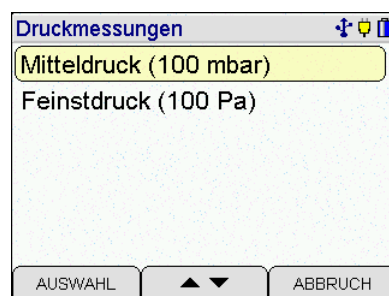 Druckmessungen
Mitteldruck (100 mbar)
Feinstdruck (100 Pa)
AUSWAHL ABBRUCH